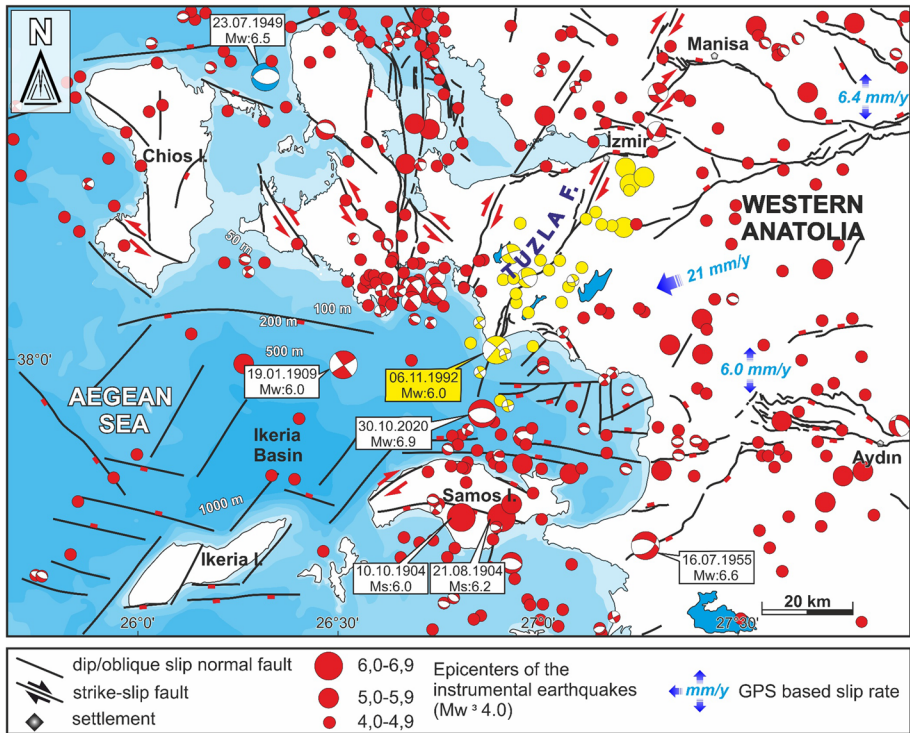 23.07.1949
Mw:6.5
N
Manisa
6.4 mm/y
Chios I.
İzmir
WESTERN
ANATOLIA
TUZLA F.
50 m
21 mm/y
100 m
200 m
38°0'
500 m
19.01.1909
Mw:6.0
06.11.1992
Mw:6.0
6.0 mm/y
AEGEAN
SEA
30.10.2020
Mw:6.9
Ikeria
Basin
Aydın
1000 m
Samos I.
Ikeria I.
10.10.1904
Ms:6.0
21.08.1904
Ms:6.2
16.07.1955
Mw:6.6
20 km
26°0'
26°30'
27°0'
27°30'
dip/oblique slip normal fault
strike-slip fault
settlement
6,0-6,9
5,0-5,9
4,0-4,9
Epicenters of the
instrumental earthquakes
(Mw ³ 4.0)
mm/y
GPS based slip rate